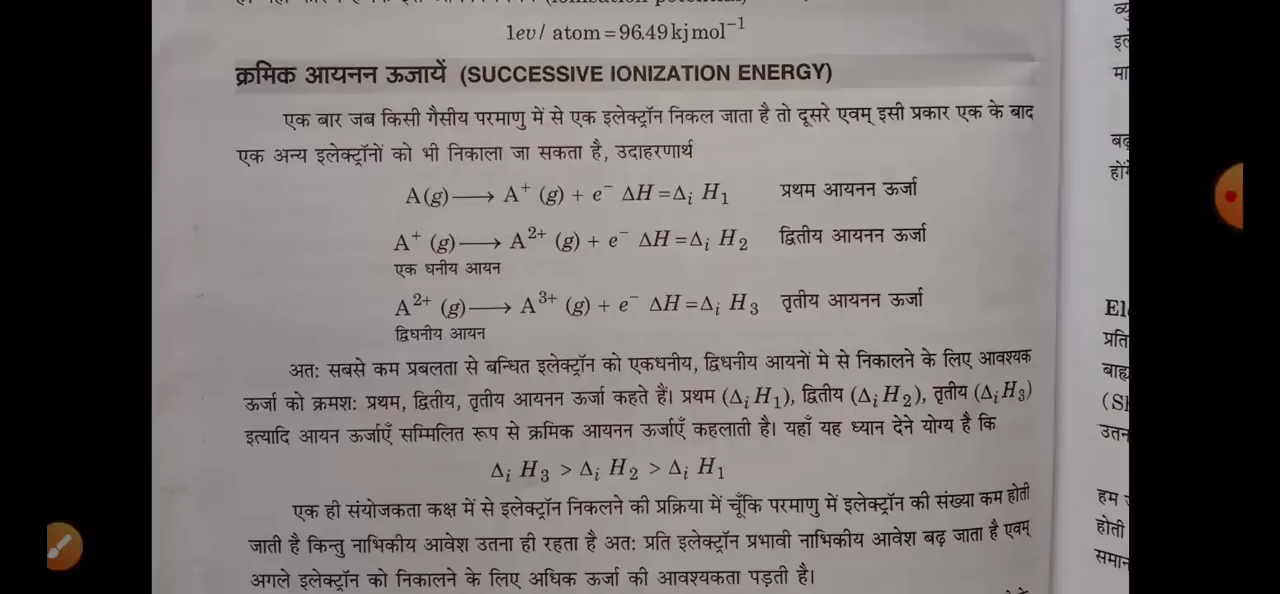 (ionization potential)
1ev/ atom = 96.49 kj mol⁻¹
क्रमिक आयनन ऊजायें (SUCCESSIVE IONIZATION ENERGY)
एक बार जब किसी गैसीय परमाणु में से एक इलेक्ट्रॉन निकल जाता है तो दूसरे एवम् इसी प्रकार एक के बाद
एक अन्य इलेक्ट्रॉनों को भी निकाला जा सकता है, उदाहरणार्थ
A(g) ⟶ A⁺ (g) + e⁻ ΔH = Δᵢ H₁ प्रथम आयनन ऊर्जा
A⁺ (g) ⟶ A²⁺ (g) + e⁻ ΔH = Δᵢ H₂ द्वितीय आयनन ऊर्जा
एक धनीय आयन
A²⁺ (g) ⟶ A³⁺ (g) + e⁻ ΔH = Δᵢ H₃ तृतीय आयनन ऊर्जा
द्विधनीय आयन
अतः सबसे कम प्रबलता से बन्धित इलेक्ट्रॉन को एकधनीय, द्विधनीय आयनों मे से निकालने के लिए आवश्यक
ऊर्जा को क्रमशः प्रथम, द्वितीय, तृतीय आयनन ऊर्जा कहते हैं। प्रथम (Δᵢ H₁), द्वितीय (Δᵢ H₂), तृतीय (Δᵢ H₃)
इत्यादि आयन ऊर्जाएँ सम्मिलित रूप से क्रमिक आयनन ऊर्जाएँ कहलाती है। यहाँ यह ध्यान देने योग्य है कि
Δᵢ H₃ > Δᵢ H₂ > Δᵢ H₁
एक ही संयोजकता कक्ष में से इलेक्ट्रॉन निकलने की प्रक्रिया में चूँकि परमाणु में इलेक्ट्रॉन की संख्या कम होती
जाती है किन्तु नाभिकीय आवेश उतना ही रहता है अतः प्रति इलेक्ट्रॉन प्रभावी नाभिकीय आवेश बढ़ जाता है एवम्
अगले इलेक्ट्रॉन को निकालने के लिए अधिक ऊर्जा की आवश्यकता पड़ती है।
मा
बढ़
प्रति
बाह्य
उतन
हम
होती
समान